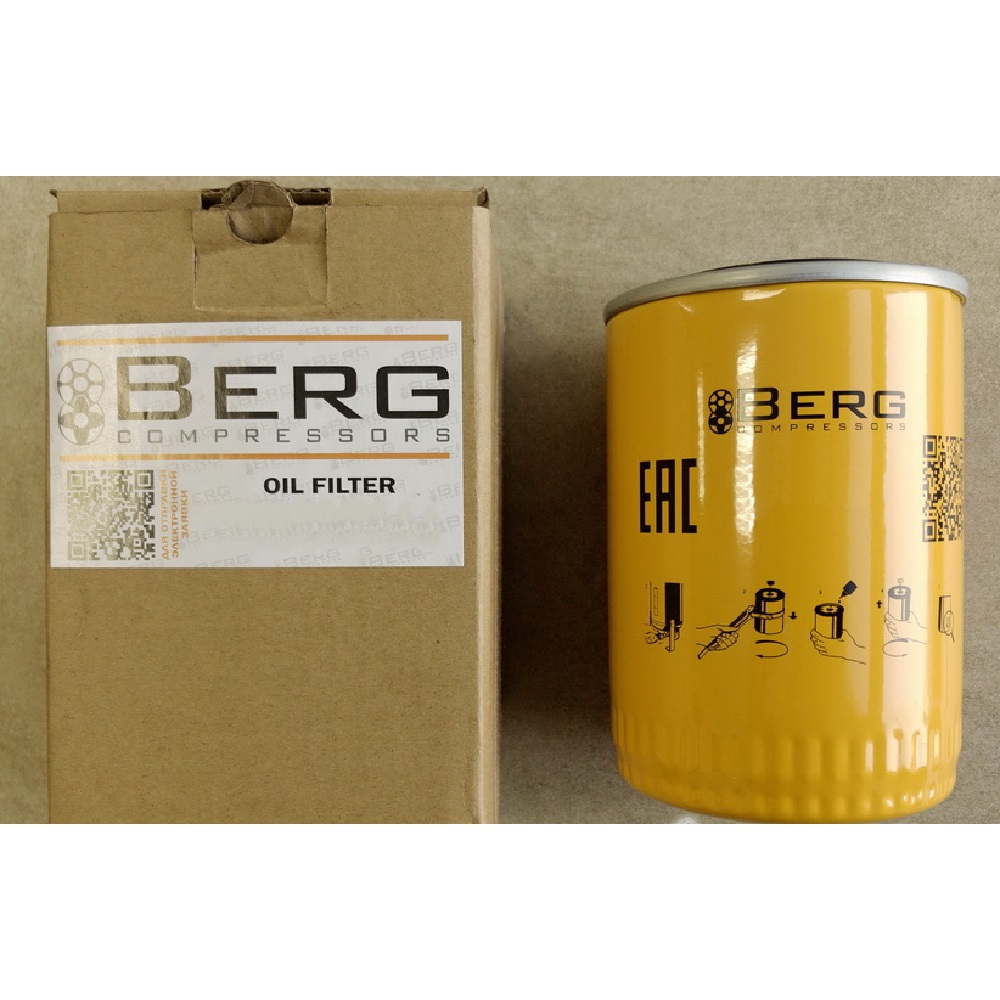 BERG
COMPRESSORS
OIL FILTER
ДЛЯ ОТПРАВКИ
ЭЛЕКТРОННОЙ
ЗАЯВКИ
BERG
COMPRESSORS
EAC